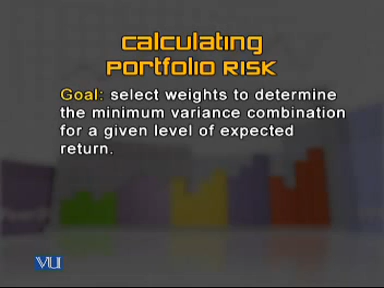 calculating
PORTFOLIO RISK
Goal: select weights to determine
the minimum variance combination
for a given level of expected
return.
VU